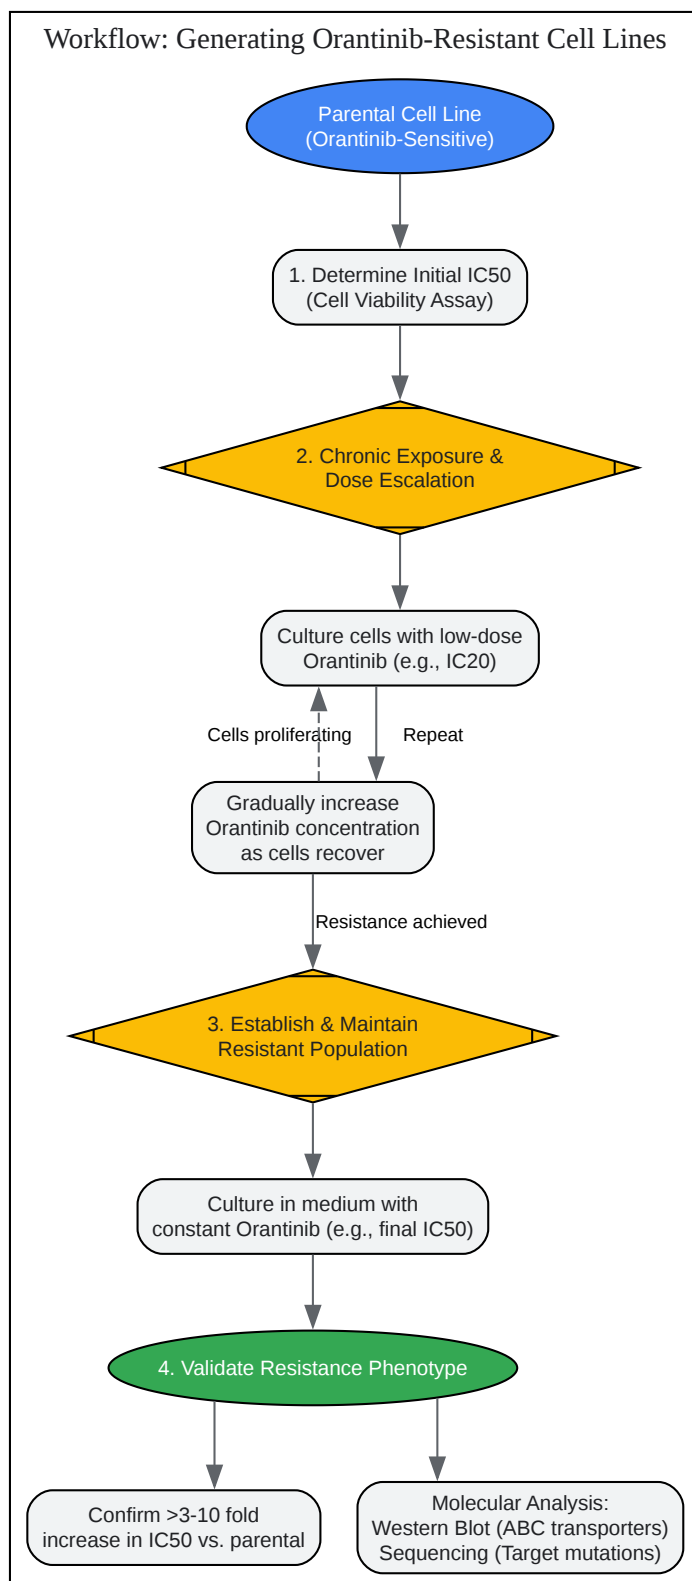 Workflow: Generating Orantinib-Resistant Cell Lines
Parental Cell Line
(Orantinib-Sensitive)
1. Determine Initial IC50
(Cell Viability Assay)
2. Chronic Exposure &
Dose Escalation
Culture cells with low-dose
Orantinib (e.g., IC20)
Cells proliferating
Repeat
Gradually increase
Orantinib concentration
as cells recover
Resistance achieved
3. Establish & Maintain
Resistant Population
Culture in medium with
constant Orantinib (e.g., final IC50)
4. Validate Resistance Phenotype
Confirm >3-10 fold
increase in IC50 vs. parental
Molecular Analysis:
Western Blot (ABC transporters)
Sequencing (Target mutations)